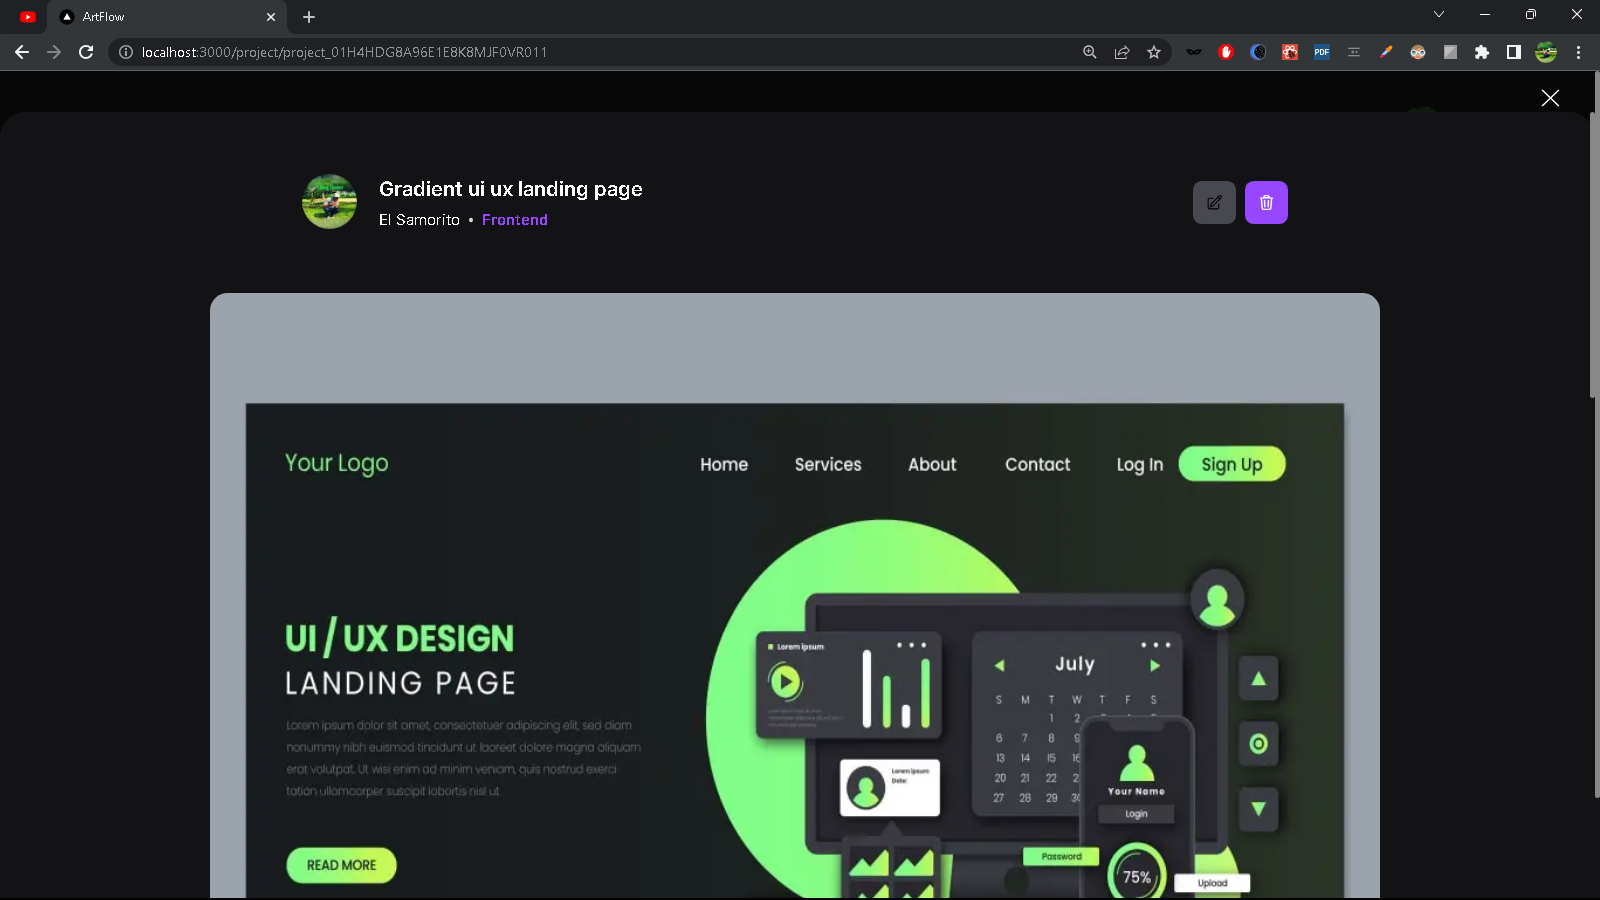 ArtFlow
localhost:3000/project/project_01H4HDG8A96E1E8K8MJF0VR011
PDF
Gradient ui ux landing page
El Samorito • Frontend
Your Logo
Home Services About Contact Log In Sign Up
UI / UX DESIGN
LANDING PAGE
Lorem ipsum dolor sit amet, consectetuer adipiscing elit, sed diam
nonummy nibh euismod tincidunt ut laoreet dolore magna aliquam
erat volutpat. Ut wisi enim ad minim veniam, quis nostrud exerci
tation ullamcorper suscipit lobortis nisl ut
READ MORE
Lorem ipsum
July
S M T W T F S
1 2
6 7 8 9
13 14 15 16
20 21 22 2
27 28 29 30
Lorem ipsum
Date:
Your Name
Login
Password
75%
Upload